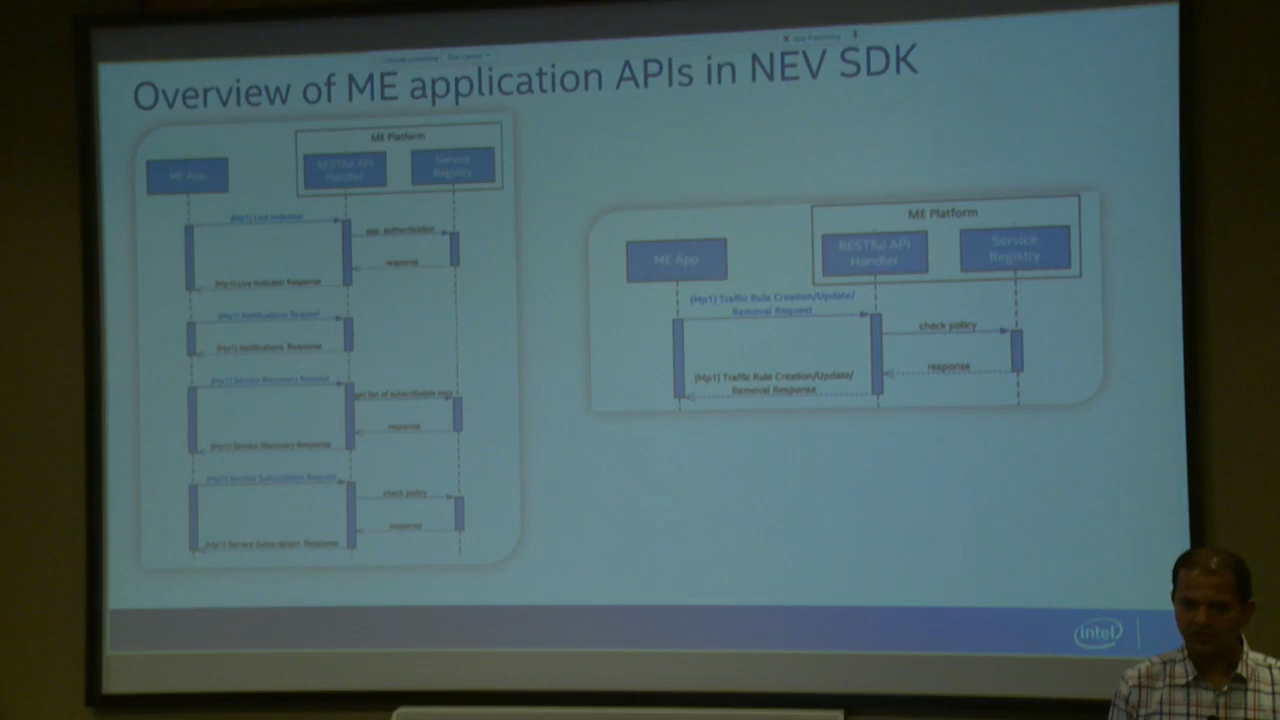 Overview of ME application APIs in NEV SDK
ME Platform
ME App
RESTful API
Handler
Service
Registry
(Mp1) Live Indicator
app authentication
response
(Mp1) Live Indicator Response
(Mp1) Notifications Request
(Mp1) Notifications Response
(Mp1) Service Discovery Request
get list of subscribable
response
(Mp1) Service Discovery Response
(Mp1) Service Subscription Request
check policy
response
(Mp1) Service Subscription Response
ME Platform
ME App
RESTful API
Handler
Service
Registry
(Mp1) Traffic Rule Creation/Update/
Removal Request
check policy
response
(Mp1) Traffic Rule Creation/Update/
Removal Response
intel